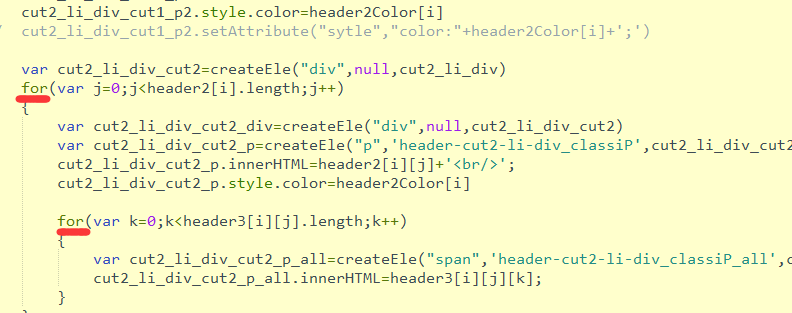 cut2_li_div_cut1_p2.style.color=header2Color[i]
cut2_li_div_cut1_p2.setAttribute("sytle","color:"+header2Color[i]+';')
var cut2_li_div_cut2=createEle("div",null,cut2_li_div)
for(var j=0;j<header2[i].length;j++)
{
var cut2_li_div_cut2_div=createEle("div",null,cut2_li_div_cut2)
var cut2_li_div_cut2_p=createEle("p",'header-cut2-li-div_classiP',cut2_li_div_cut2
cut2_li_div_cut2_p.innerHTML=header2[i][j]+'<br/>';
cut2_li_div_cut2_p.style.color=header2Color[i]
for(var k=0;k<header3[i][j].length;k++)
{
var cut2_li_div_cut2_p_all=createEle("span",'header-cut2-li-div_classiP_all',c
cut2_li_div_cut2_p_all.innerHTML=header3[i][j][k];
}